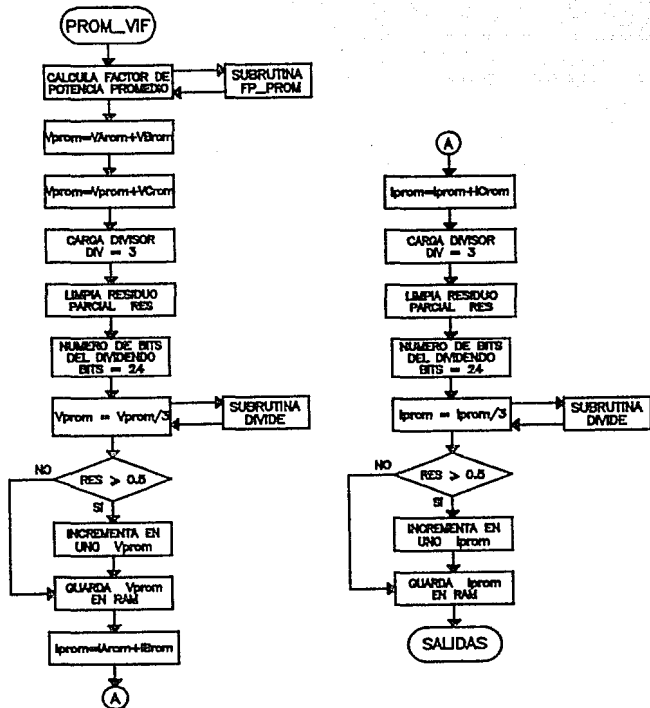 PROM_VIF
CALCULA FACTOR DE
POTENCIA PROMEDIO
SUBRUTINA
FP_PROM
Vprom=VArom+VBrom
Vprom=Vprom+VCrom
CARGA DIVISOR
DIV = 3
LIMPIA RESIDUO
PARCIAL RES
NUMERO DE BITS
DEL DIVIDENDO
BITS = 24
Vprom = Vprom/3
SUBRUTINA
DIVIDE
NO
RES > 0.5
SI
INCREMENTA EN
UNO Vprom
GUARDA Vprom
EN RAM
Iprom=IArom+IBrom
A
A
Iprom=Iprom+ICrom
CARGA DIVISOR
DIV = 3
LIMPIA RESIDUO
PARCIAL RES
NUMERO DE BITS
DEL DIVIDENDO
BITS = 24
Iprom = Iprom/3
SUBRUTINA
DIVIDE
NO
RES > 0.5
SI
INCREMENTA EN
UNO Iprom
GUARDA Iprom
EN RAM
SALIDAS